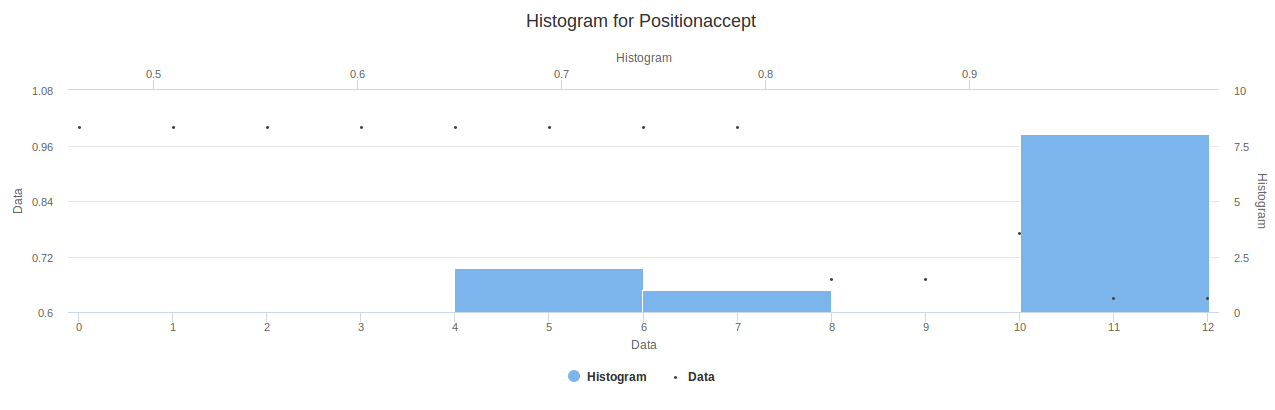 Histogram for Positionaccept
Histogram
0.5 0.6 0.7 0.8 0.9
1.08 10
0.96 7.5
0.84 5
0.72 2.5
0.6 0
Data
Histogram
0 1 2 3 4 5 6 7 8 9 10 11 12
Data
Histogram Data